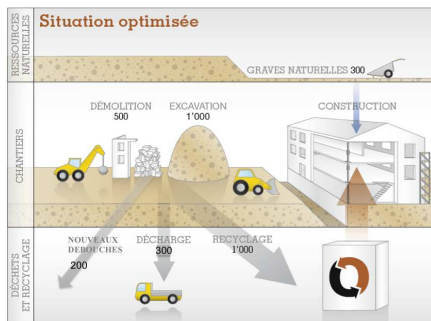 Situation optimisée
RESSOURCES
NATURELLES
GRAVES NATURELLES 300
CHANTIERS
DÉMOLITION
500
EXCAVATION
1'000
CONSTRUCTION
DÉCHETS
ET RECYCLAGE
NOUVEAUX
DEBOUCHES
200
DÉCHARGE
300
RECYCLAGE
1'000